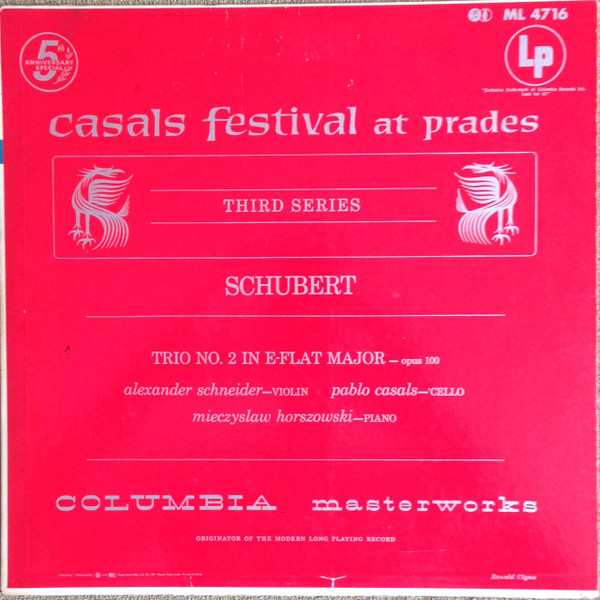 5th
ANNIVERSARY
SPECIAL
ML 4716
Lp
casals festival at prades
THIRD SERIES
SCHUBERT
TRIO NO. 2 IN E-FLAT MAJOR — opus 100
alexander schneider—VIOLIN pablo casals—'CELLO
mieczyslaw horszowski—PIANO
COLUMBIA masterworks
ORIGINATOR OF THE MODERN LONG PLAYING RECORD